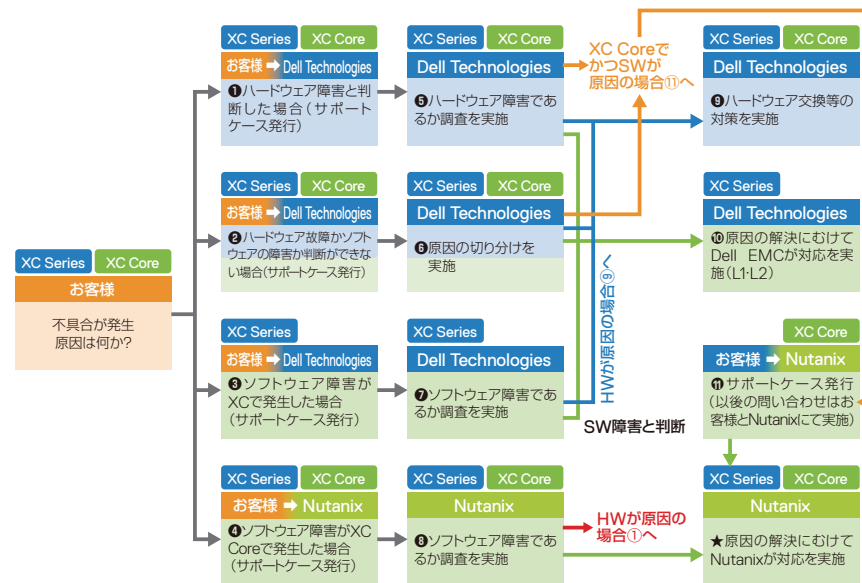 XC Series XC Core
お客様
不具合が発生
原因は何か?
XC Series XC Core
お客様 ➡ Dell Technologies
❶ハードウェア障害と判
断した場合(サポート
ケース発行)
XC Series XC Core
お客様 ➡ Dell Technologies
❷ハードウェア故障かソフト
ウェアの障害か判断ができな
い場合(サポートケース発行)
XC Series
お客様 ➡ Dell Technologies
❸ソフトウェア障害が
XCで発生した場合
(サポートケース発行)
XC Series XC Core
お客様 ➡ Nutanix
❹ソフトウェア障害がXC
Coreで発生した場合
(サポートケース発行)
XC Series XC Core
Dell Technologies
❺ハードウェア障害であ
るか調査を実施
XC Series XC Core
Dell Technologies
❻原因の切り分けを
実施
XC Series
Dell Technologies
❼ソフトウェア障害であ
るか調査を実施
XC Series XC Core
Nutanix
❽ソフトウェア障害であ
るか調査を実施
XC Coreで
かつSWが
原因の場合⑪へ
HWが原因の場合⑨へ
SW障害と判断
HWが原因の
場合①へ
XC Series XC Core
Dell Technologies
❾ハードウェア交換等の
対策を実施
XC Series
Dell Technologies
❿原因の解決にむけて
Dell EMCが対応を実
施(L1·L2)
XC Core
お客様 ➡ Nutanix
⓫サポートケース発行
(以後の問い合わせはお
客様とNutanixにて実施)
XC Series XC Core
Nutanix
★原因の解決にむけて
Nutanixが対応を実施